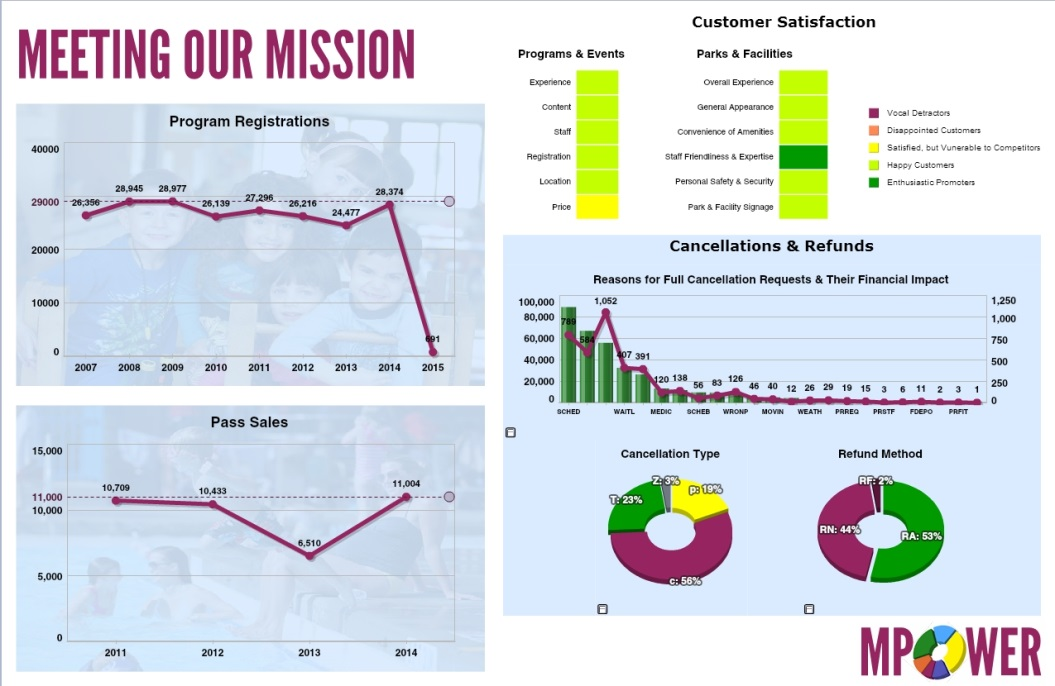 MEETING OUR MISSION
Program Registrations
40000
29000
20000
10000
0
26,356
28,945
28,977
26,139
27,296
26,216
24,477
28,374
691
2007 2008 2009 2010 2011 2012 2013 2014 2015
Pass Sales
15,000
11,000
10,000
5,000
0
10,709
10,433
6,510
11,004
2011 2012 2013 2014
Customer Satisfaction
Programs & Events
Experience
Content
Staff
Registration
Location
Price
Parks & Facilities
Overall Experience
General Appearance
Convenience of Amenities
Staff Friendliness & Expertise
Personal Safety & Security
Park & Facility Signage
Vocal Detractors
Disappointed Customers
Satisfied, but Vunerable to Competitors
Happy Customers
Enthusiastic Promoters
Cancellations & Refunds
Reasons for Full Cancellation Requests & Their Financial Impact
100,000
80,000
60,000
40,000
20,000
0
789 584 1,052 407 391 120 138 56 83 126 46 40 12 26 29 19 15 3 6 11 2 3 1
1,250
1,000
750
500
250
0
SCHED WAITL MEDIC SCHEB WRONP MOVIN WEATH PRREQ PRSTF FDEPO PRFIT
Cancellation Type
Z: 3%
p: 19%
T: 23%
c: 56%
Refund Method
RF: 2%
RN: 44%
RA: 53%
MPOWER